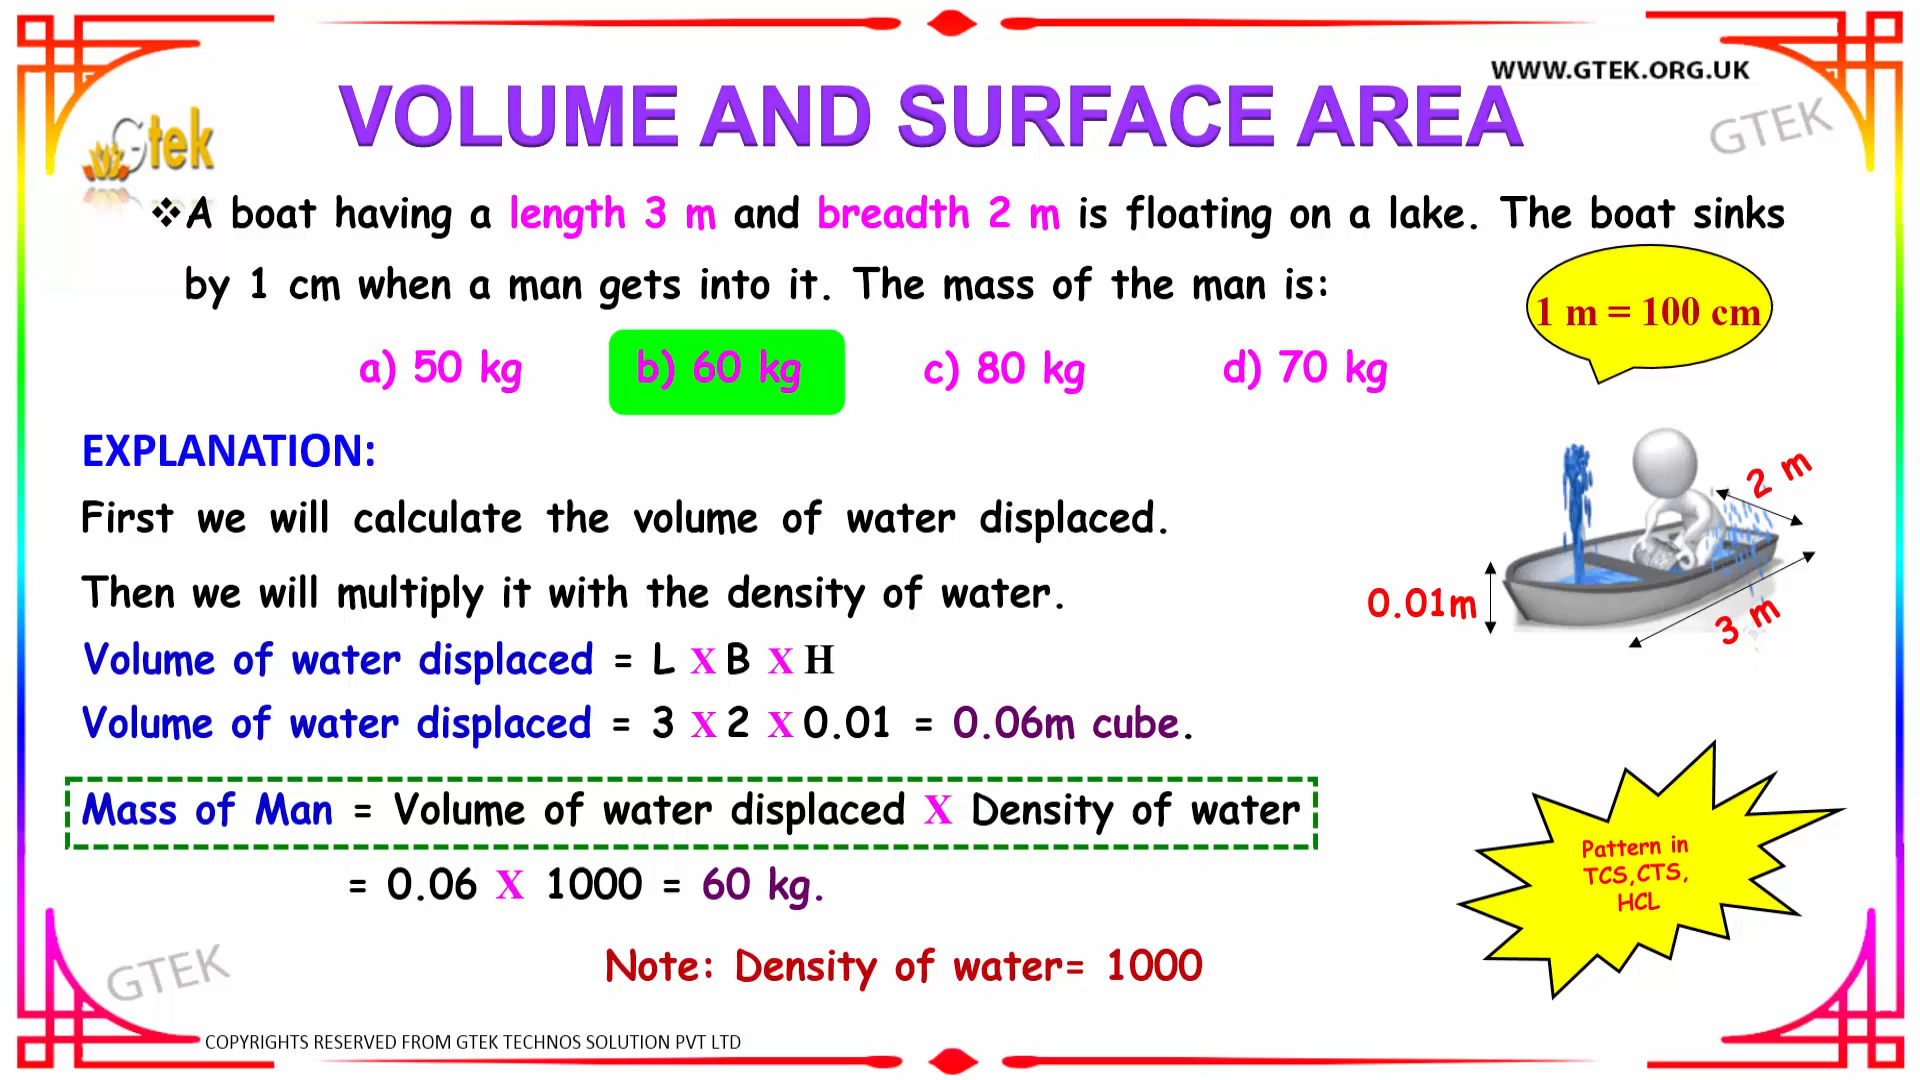 WWW.GTEK.ORG.UK
VOLUME AND SURFACE AREA
Gtek
GTEK
❖A boat having a length 3 m and breadth 2 m is floating on a lake. The boat sinks
by 1 cm when a man gets into it. The mass of the man is:
1 m = 100 cm
a) 50 kg b) 60 kg c) 80 kg d) 70 kg
EXPLANATION:
First we will calculate the volume of water displaced.
2 m
Then we will multiply it with the density of water.
0.01m
3 m
Volume of water displaced = L X B X H
Volume of water displaced = 3 X 2 X 0.01 = 0.06m cube.
Mass of Man = Volume of water displaced X Density of water
= 0.06 X 1000 = 60 kg.
Pattern in
TCS,CTS,
HCL
Note: Density of water= 1000
GTEK
COPYRIGHTS RESERVED FROM GTEK TECHNOS SOLUTION PVT LTD